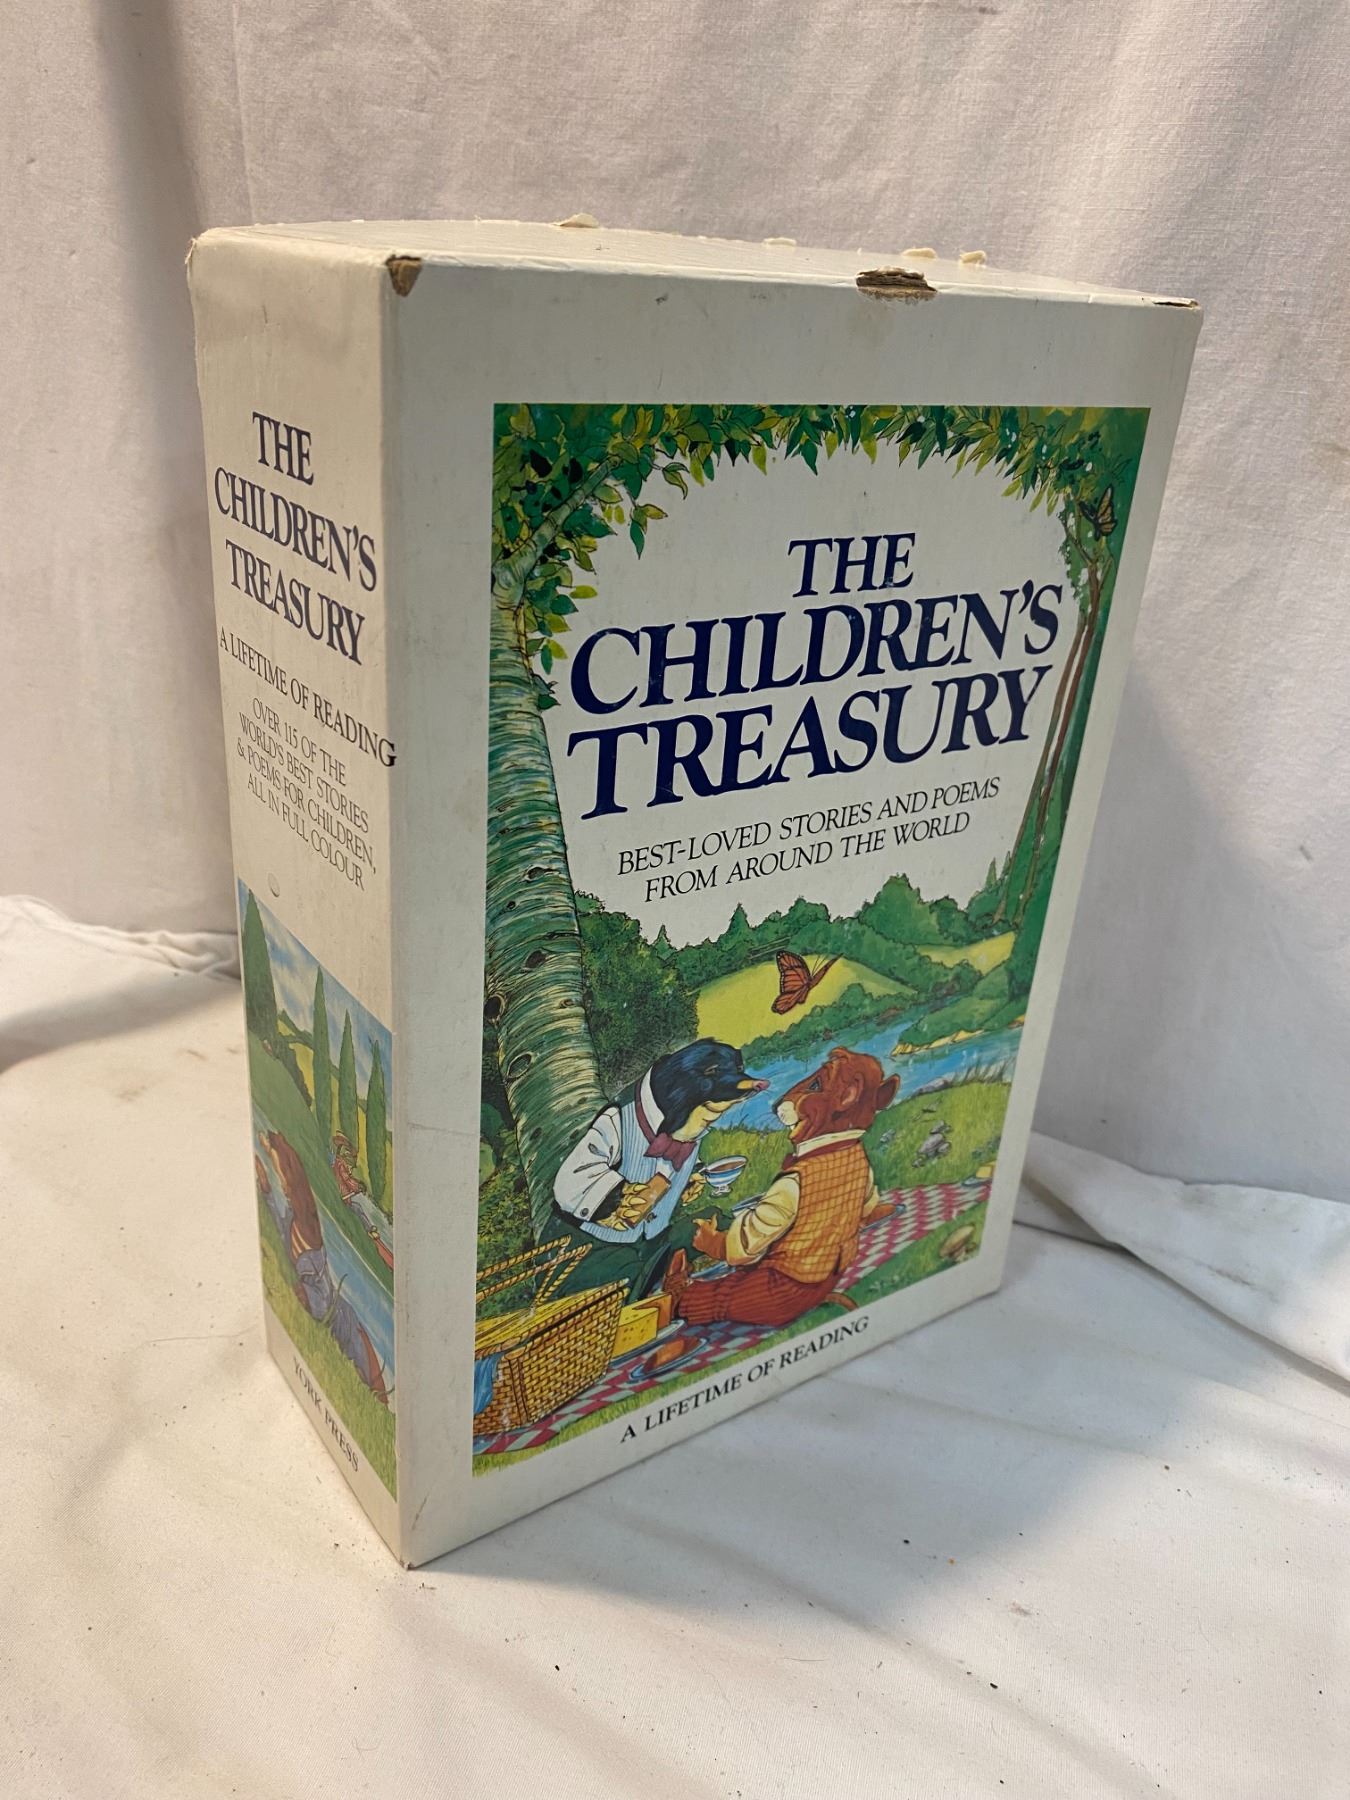 THE
CHILDREN'S
TREASURY
A LIFETIME OF READING
OVER 115 OF THE
WORLD'S BEST STORIES
& POEMS FOR CHILDREN,
ALL IN FULL COLOUR
YORK PRESS
THE
CHILDREN'S
TREASURY
BEST-LOVED STORIES AND POEMS
FROM AROUND THE WORLD
A LIFETIME OF READING